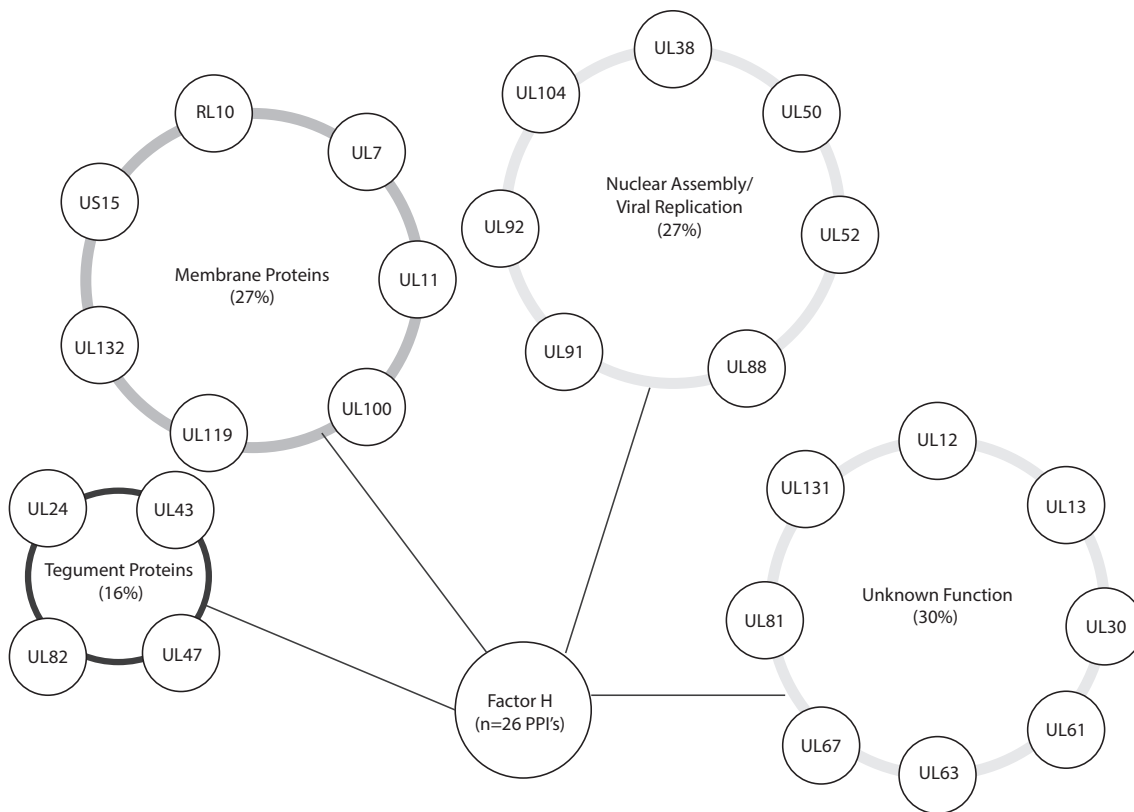 UL38
UL104
UL50
Nuclear Assembly/
Viral Replication
(27%)
UL92
UL52
UL91
UL88
RL10
UL7
US15
Membrane Proteins
(27%)
UL11
UL132
UL100
UL119
UL24
UL43
Tegument Proteins
(16%)
UL82
UL47
Factor H
(n=26 PPI's)
UL12
UL131
UL13
Unknown Function
(30%)
UL81
UL30
UL67
UL61
UL63